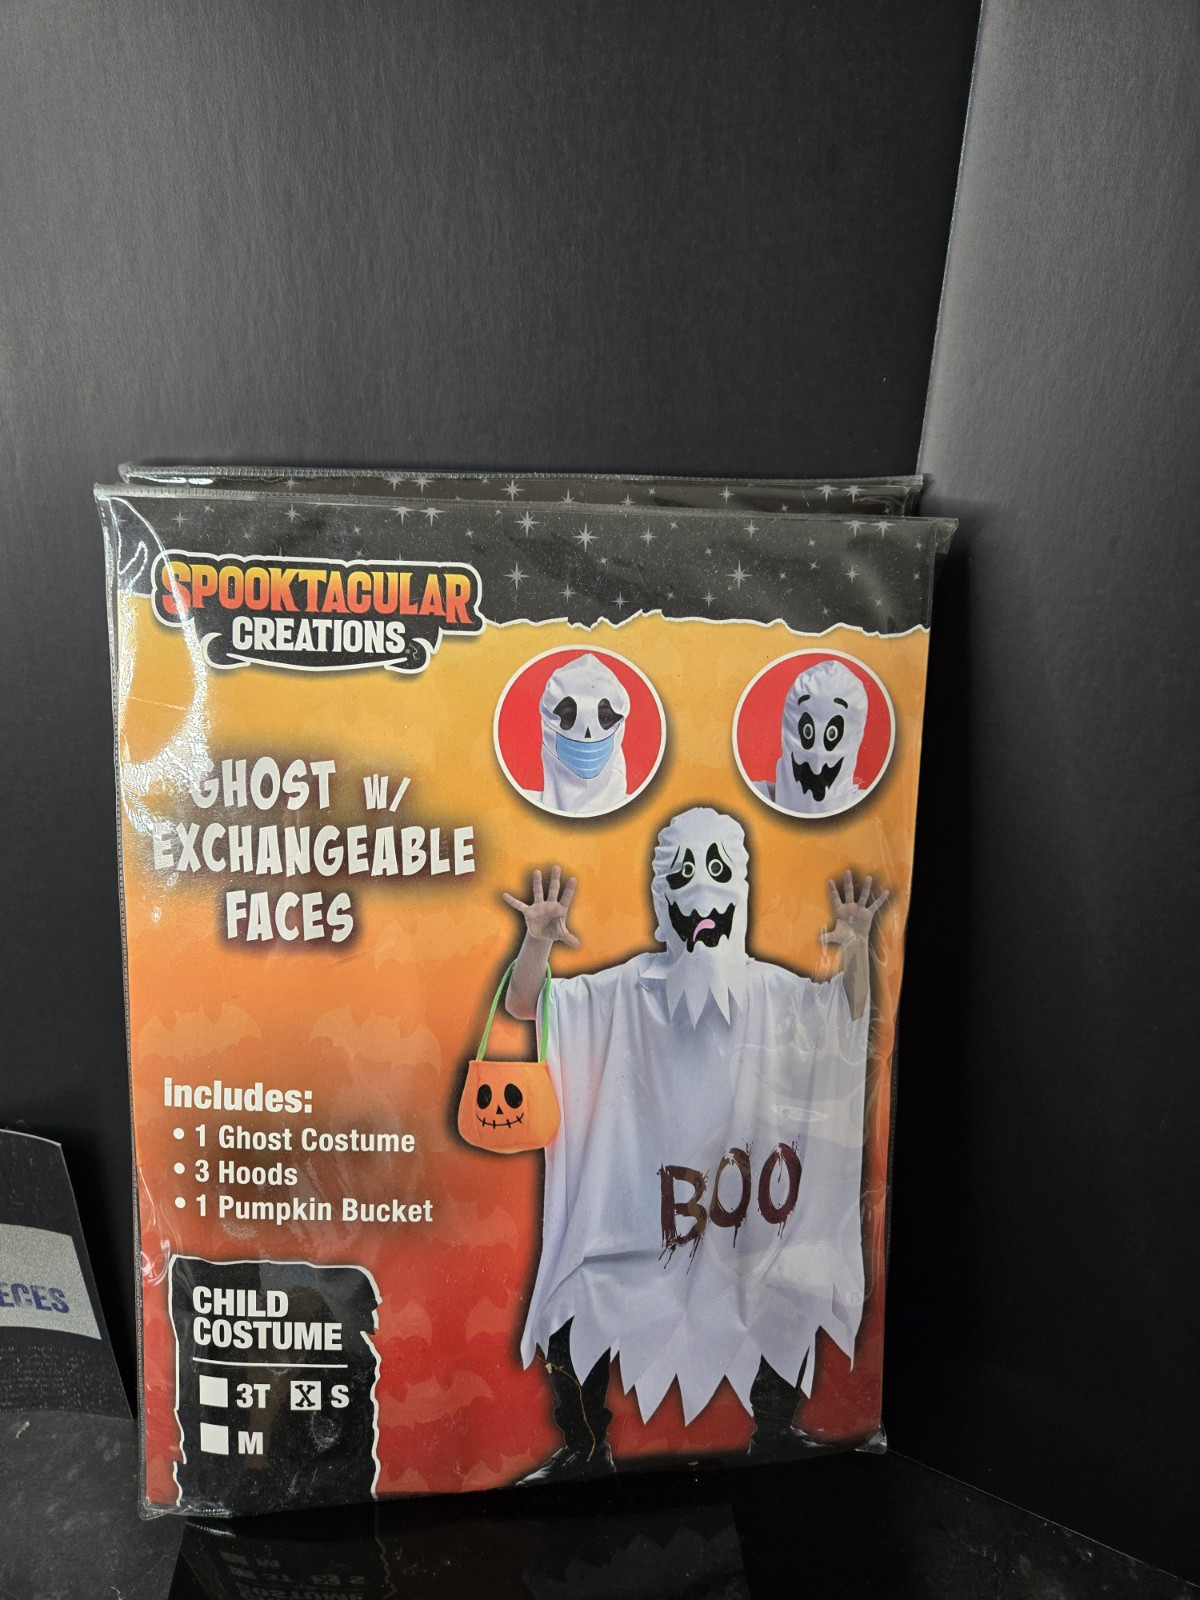 SPOOKTACULAR
CREATIONS
GHOST W/
EXCHANGEABLE
FACES
BOO
Includes:
• 1 Ghost Costume
• 3 Hoods
• 1 Pumpkin Bucket
CHILD
COSTUME
3T X S
M
ECES